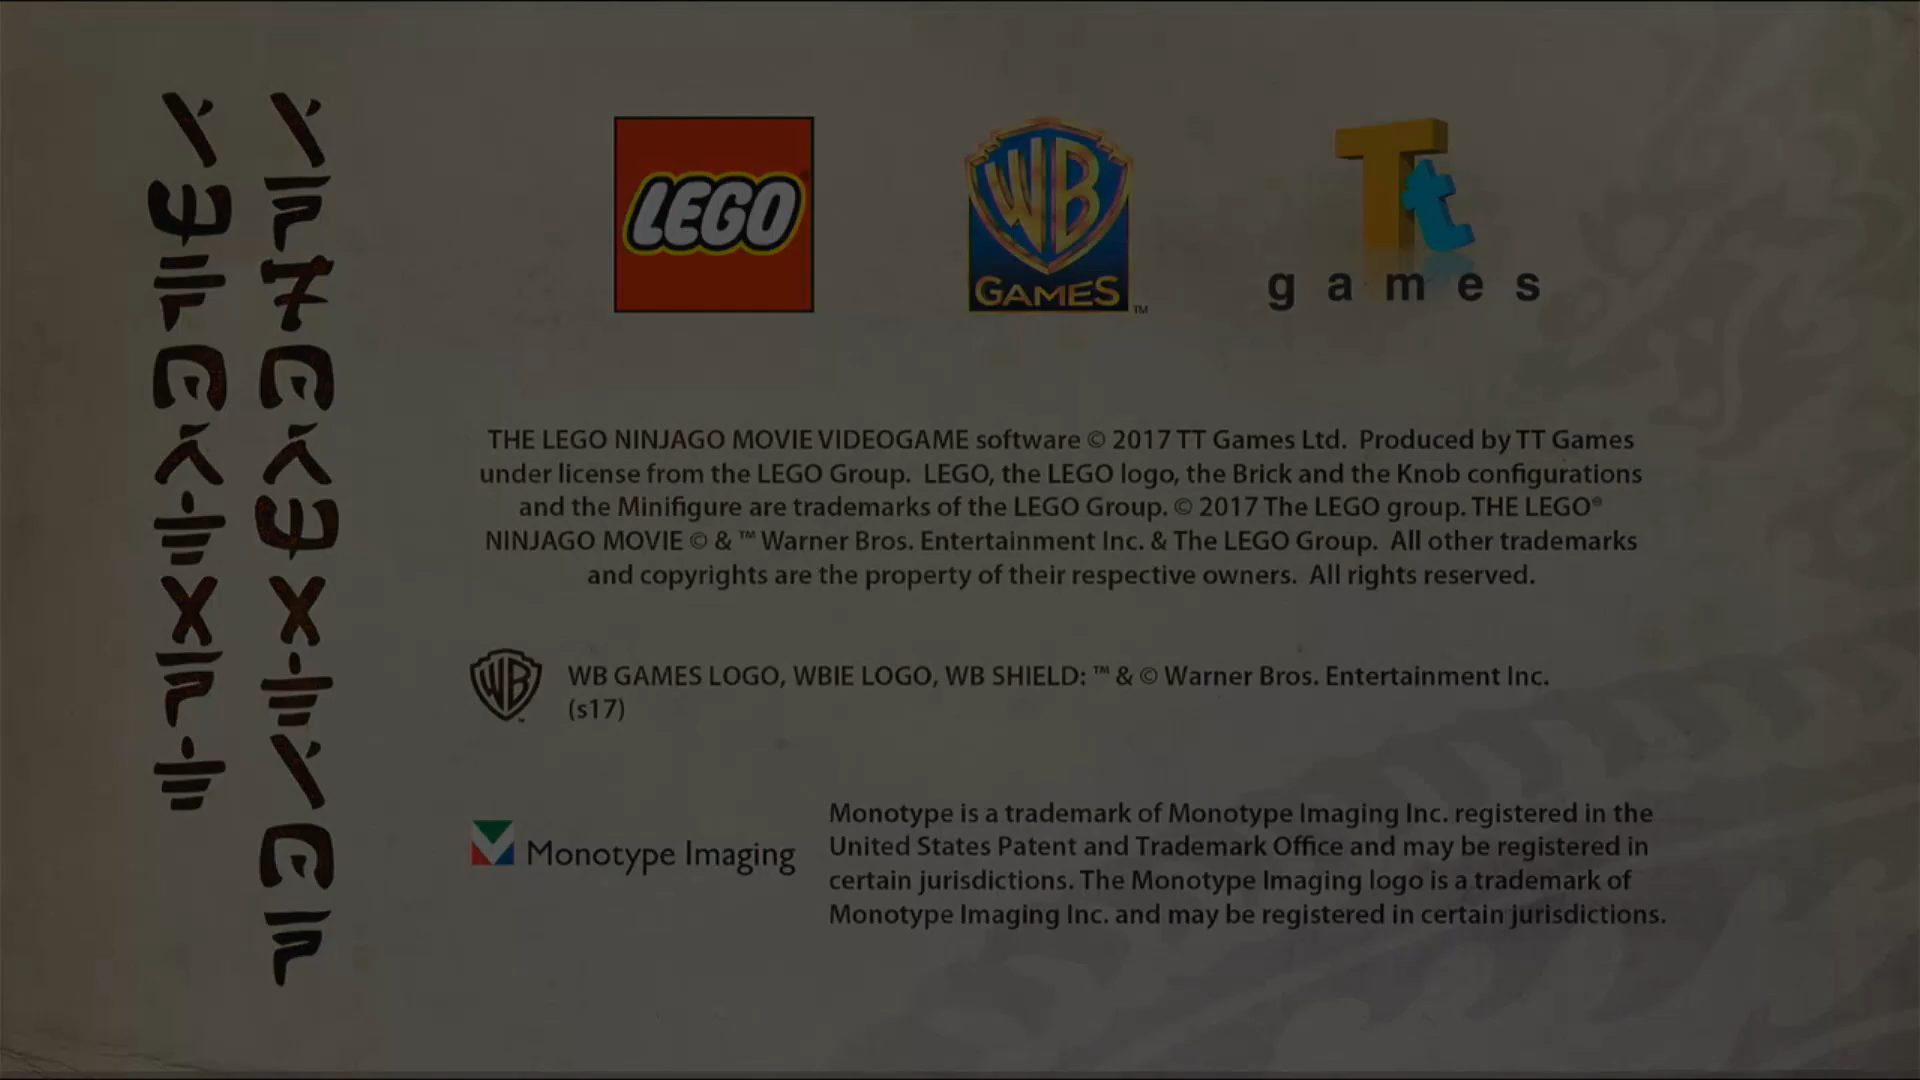 LEGO
WB
GAMES™
Tt
games
THE LEGO NINJAGO MOVIE VIDEOGAME software © 2017 TT Games Ltd. Produced by TT Games
under license from the LEGO Group. LEGO, the LEGO logo, the Brick and the Knob configurations
and the Minifigure are trademarks of the LEGO Group. © 2017 The LEGO group. THE LEGO®
NINJAGO MOVIE © & ™ Warner Bros. Entertainment Inc. & The LEGO Group. All other trademarks
and copyrights are the property of their respective owners. All rights reserved.
WB
WB GAMES LOGO, WBIE LOGO, WB SHIELD: ™ & © Warner Bros. Entertainment Inc.
(s17)
Monotype Imaging
Monotype is a trademark of Monotype Imaging Inc. registered in the
United States Patent and Trademark Office and may be registered in
certain jurisdictions. The Monotype Imaging logo is a trademark of
Monotype Imaging Inc. and may be registered in certain jurisdictions.